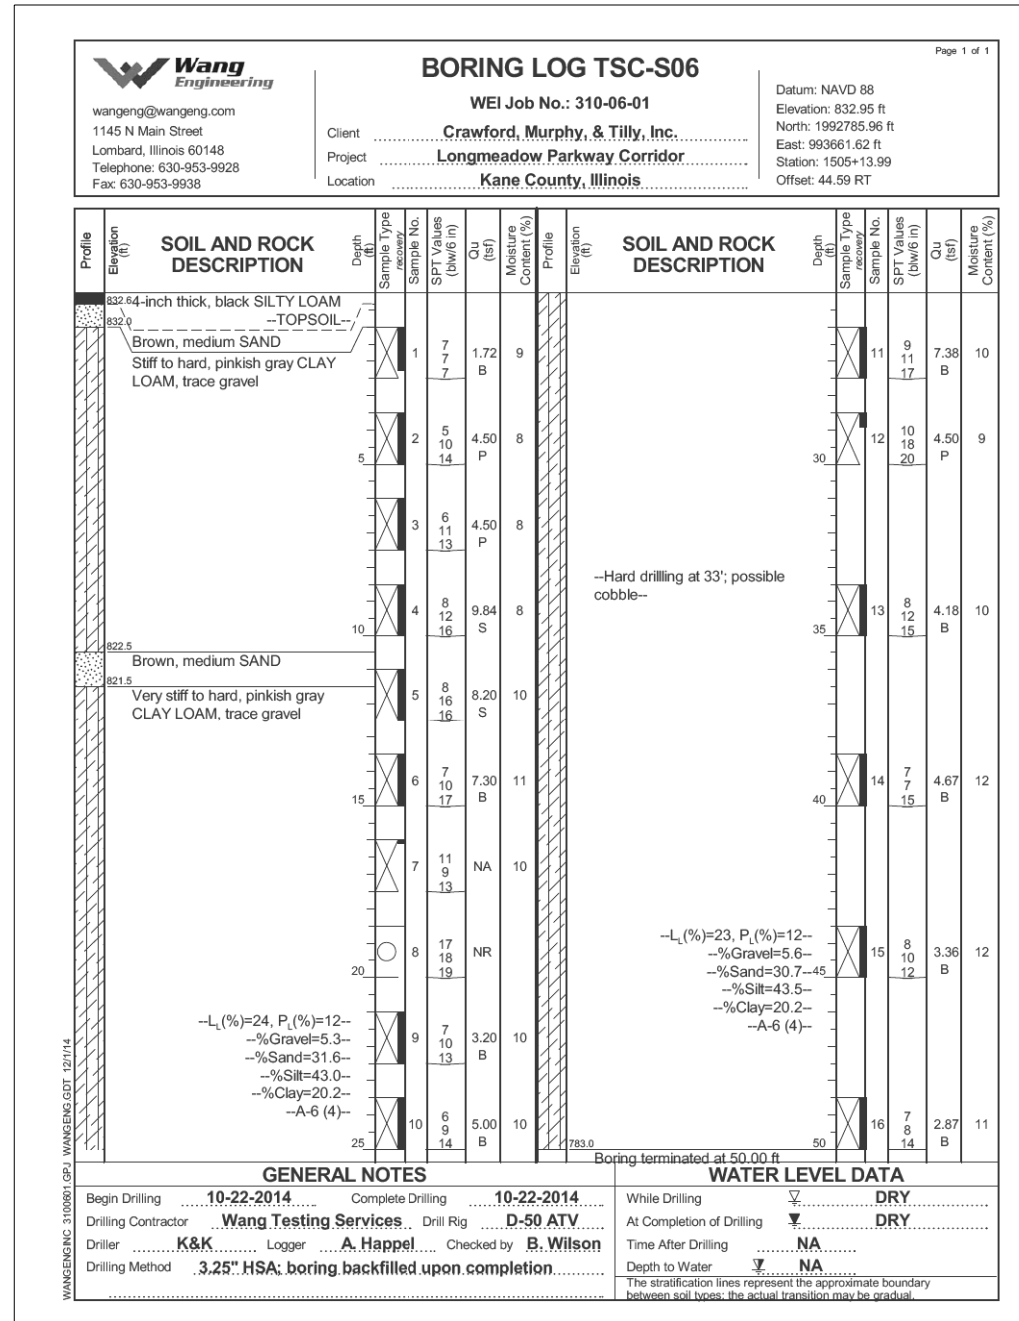 Page 1 of 1
Wang
Engineering
wangeng@wangeng.com
1145 N Main Street
Lombard, Illinois 60148
Telephone: 630-953-9928
Fax: 630-953-9938
BORING LOG TSC-S06
WEI Job No.: 310-06-01
Client Crawford, Murphy, & Tilly, Inc.
Project Longmeadow Parkway Corridor
Location Kane County, Illinois
Datum: NAVD 88
Elevation: 832.95 ft
North: 1992785.96 ft
East: 993661.62 ft
Station: 1505+13.99
Offset: 44.59 RT
Profile
Elevation (ft)
SOIL AND ROCK
DESCRIPTION
Depth (ft)
Sample Type
recovery
Sample No.
SPT Values (blw/6 in)
Qu (tsf)
Moisture Content (%)
832.6 4-inch thick, black SILTY LOAM
--TOPSOIL--
832.0
Brown, medium SAND
Stiff to hard, pinkish gray CLAY
LOAM, trace gravel
1 7 7 7 1.72 B 9
5 2 5 10 14 4.50 P 8
3 6 11 13 4.50 P 8
10 4 8 12 16 9.84 S 8
822.5
Brown, medium SAND
821.5
Very stiff to hard, pinkish gray
CLAY LOAM, trace gravel
5 8 16 16 8.20 S 10
15 6 7 10 17 7.30 B 11
7 11 9 13 NA 10
20 8 17 18 19 NR
--LL(%)=24, PL(%)=12--
--%Gravel=5.3--
--%Sand=31.6--
--%Silt=43.0--
--%Clay=20.2--
--A-6 (4)--
9 7 10 13 3.20 B 10
25 10 6 9 14 5.00 B 10
Profile
Elevation (ft)
SOIL AND ROCK
DESCRIPTION
Depth (ft)
Sample Type
recovery
Sample No.
SPT Values (blw/6 in)
Qu (tsf)
Moisture Content (%)
11 9 11 17 7.38 B 10
30 12 10 18 20 4.50 P 9
--Hard drillling at 33'; possible
cobble--
35 13 8 12 15 4.18 B 10
40 14 7 7 15 4.67 B 12
--LL(%)=23, PL(%)=12--
--%Gravel=5.6--
--%Sand=30.7--
--%Silt=43.5--
--%Clay=20.2--
--A-6 (4)--
45 15 8 10 12 3.36 B 12
50 16 7 8 14 2.87 B 11
783.0
Boring terminated at 50.00 ft
GENERAL NOTES
Begin Drilling 10-22-2014 Complete Drilling 10-22-2014
Drilling Contractor Wang Testing Services Drill Rig D-50 ATV
Driller K&K Logger A. Happel Checked by B. Wilson
Drilling Method 3.25" HSA; boring backfilled upon completion
WATER LEVEL DATA
While Drilling DRY
At Completion of Drilling DRY
Time After Drilling NA
Depth to Water NA
The stratification lines represent the approximate boundary
between soil types; the actual transition may be gradual.
WANGENGINC 3100601.GPJ WANGENG.GDT 12/1/14